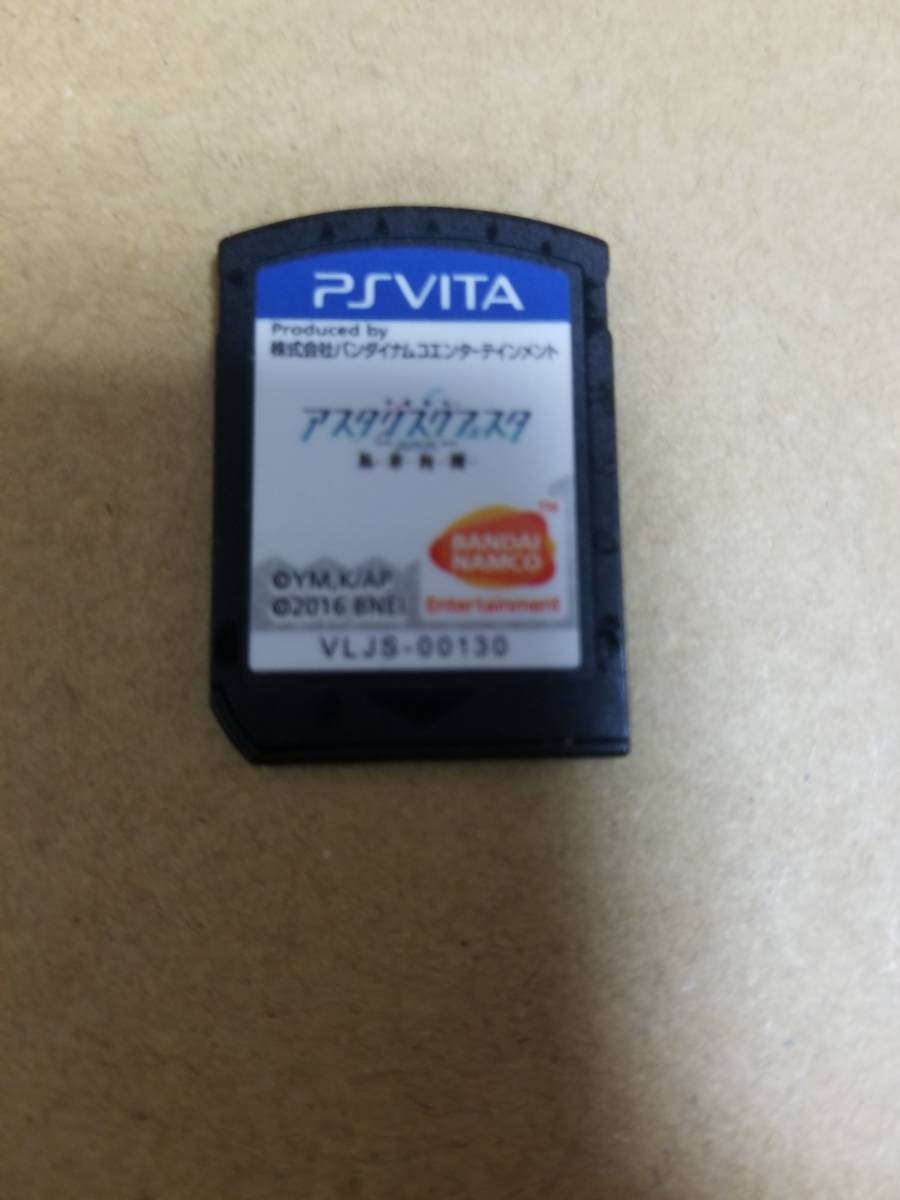 PSVITA
Produced by
株式会社バンダイナムコエンターテインメント
アスタリスクフェスタ
BANDAI
NAMCO
TM
Entertainment
©YM,K/AP
©2016 BNEI
VLJS-00130